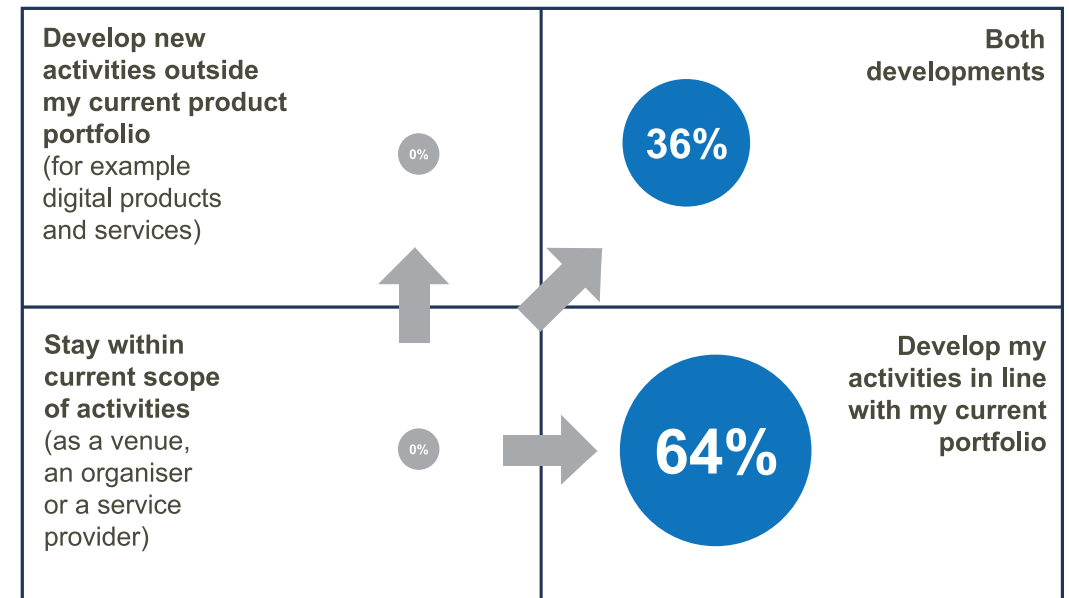 Develop new
activities outside
my current product
portfolio
(for example
digital products
and services)
0%
Both
developments
36%
Stay within
current scope
of activities
(as a venue,
an organiser
or a service
provider)
0%
Develop my
activities in line
with my current
portfolio
64%